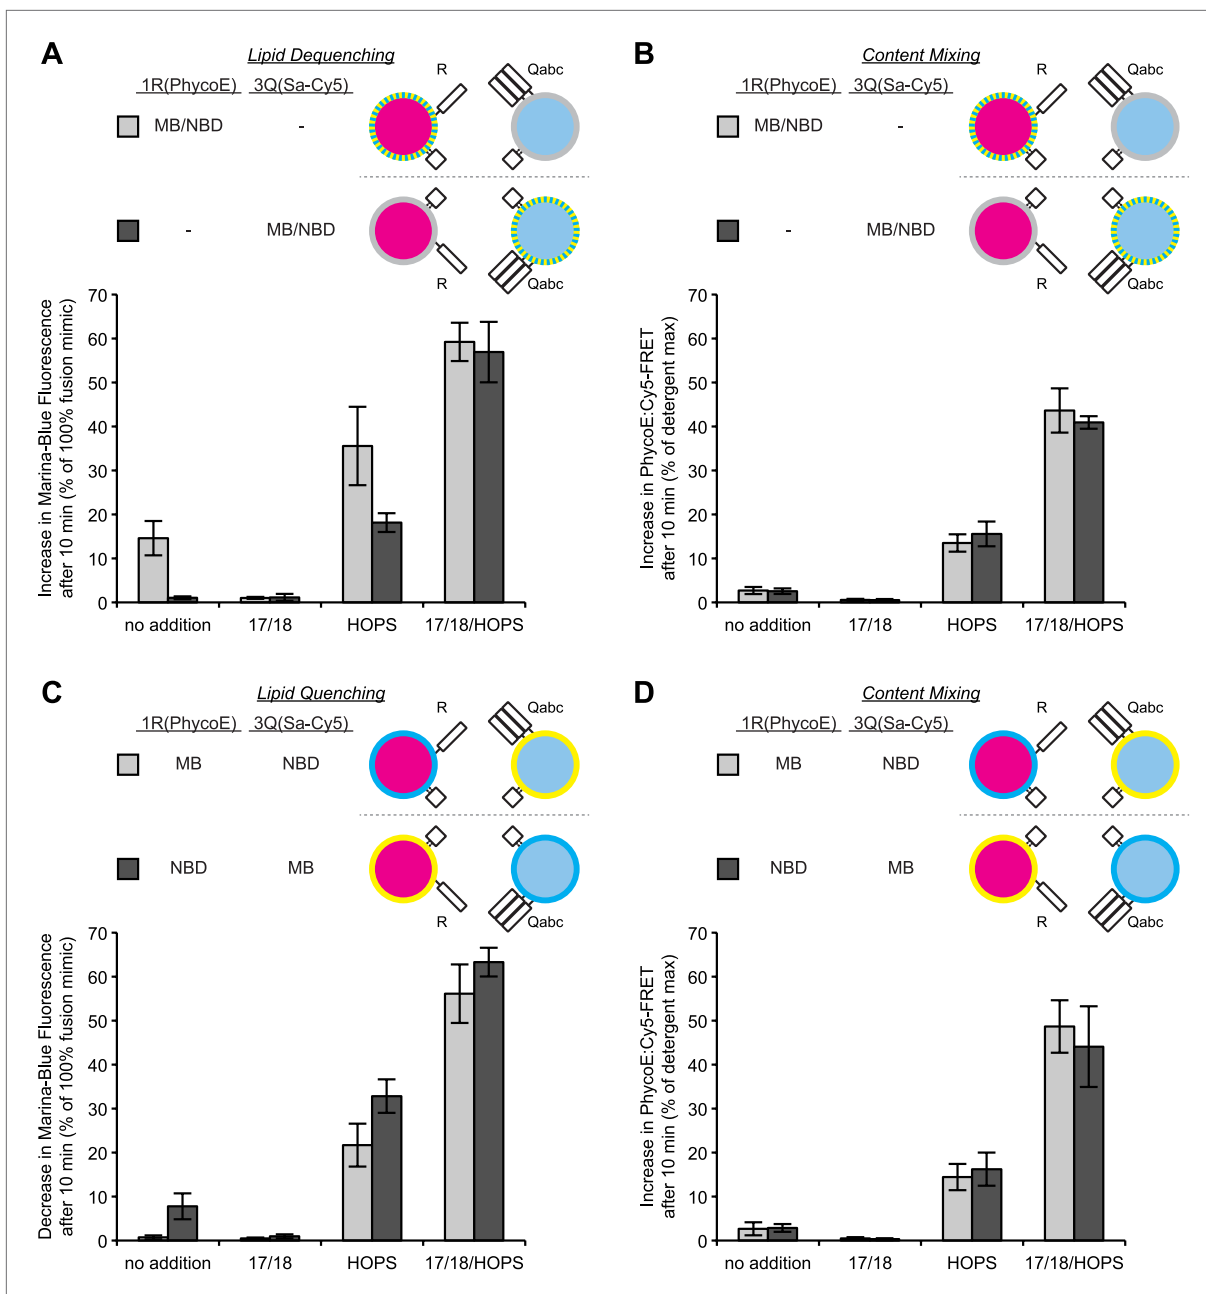 A
Lipid Dequenching
1R(PhycoE) 3Q(Sa-Cy5)
MB/NBD -
- MB/NBD
R
Qabc
R
Qabc
Increase in Marina-Blue Fluorescence
after 10 min (% of 100% fusion mimic)
70
60
50
40
30
20
10
0
no addition 17/18 HOPS 17/18/HOPS
B
Content Mixing
1R(PhycoE) 3Q(Sa-Cy5)
MB/NBD -
- MB/NBD
R
Qabc
R
Qabc
Increase in PhycoE:Cy5-FRET
after 10 min (% of detergent max)
70
60
50
40
30
20
10
0
no addition 17/18 HOPS 17/18/HOPS
C
Lipid Quenching
1R(PhycoE) 3Q(Sa-Cy5)
MB NBD
NBD MB
R
Qabc
R
Qabc
Decrease in Marina-Blue Fluorescence
after 10 min (% of 100% fusion mimic)
70
60
50
40
30
20
10
0
no addition 17/18 HOPS 17/18/HOPS
D
Content Mixing
1R(PhycoE) 3Q(Sa-Cy5)
MB NBD
NBD MB
R
Qabc
R
Qabc
Increase in PhycoE:Cy5-FRET
after 10 min (% of detergent max)
70
60
50
40
30
20
10
0
no addition 17/18 HOPS 17/18/HOPS